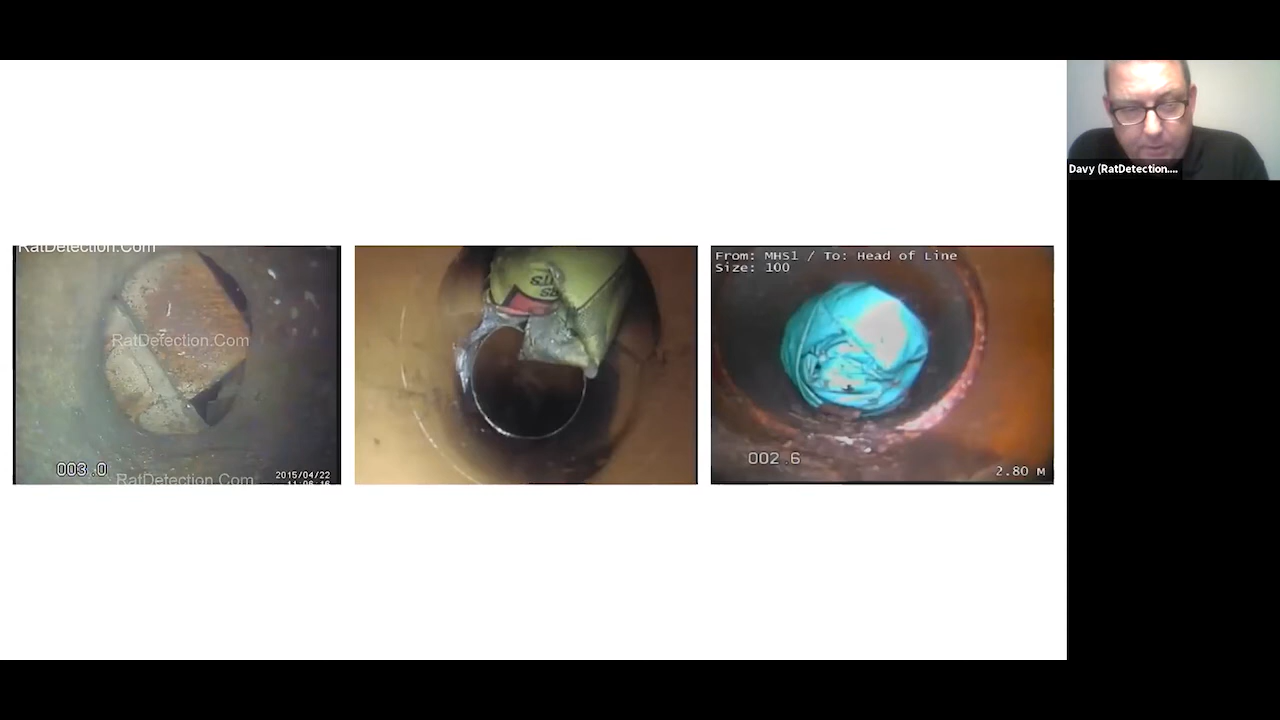 RatDetection.Com
RatDetection.Com
003.0
RatDetection.Com
2015/04/22
From: MHS1 / To: Head of Line
Size: 100
002.6
2.80 M
Davy (RatDetection....